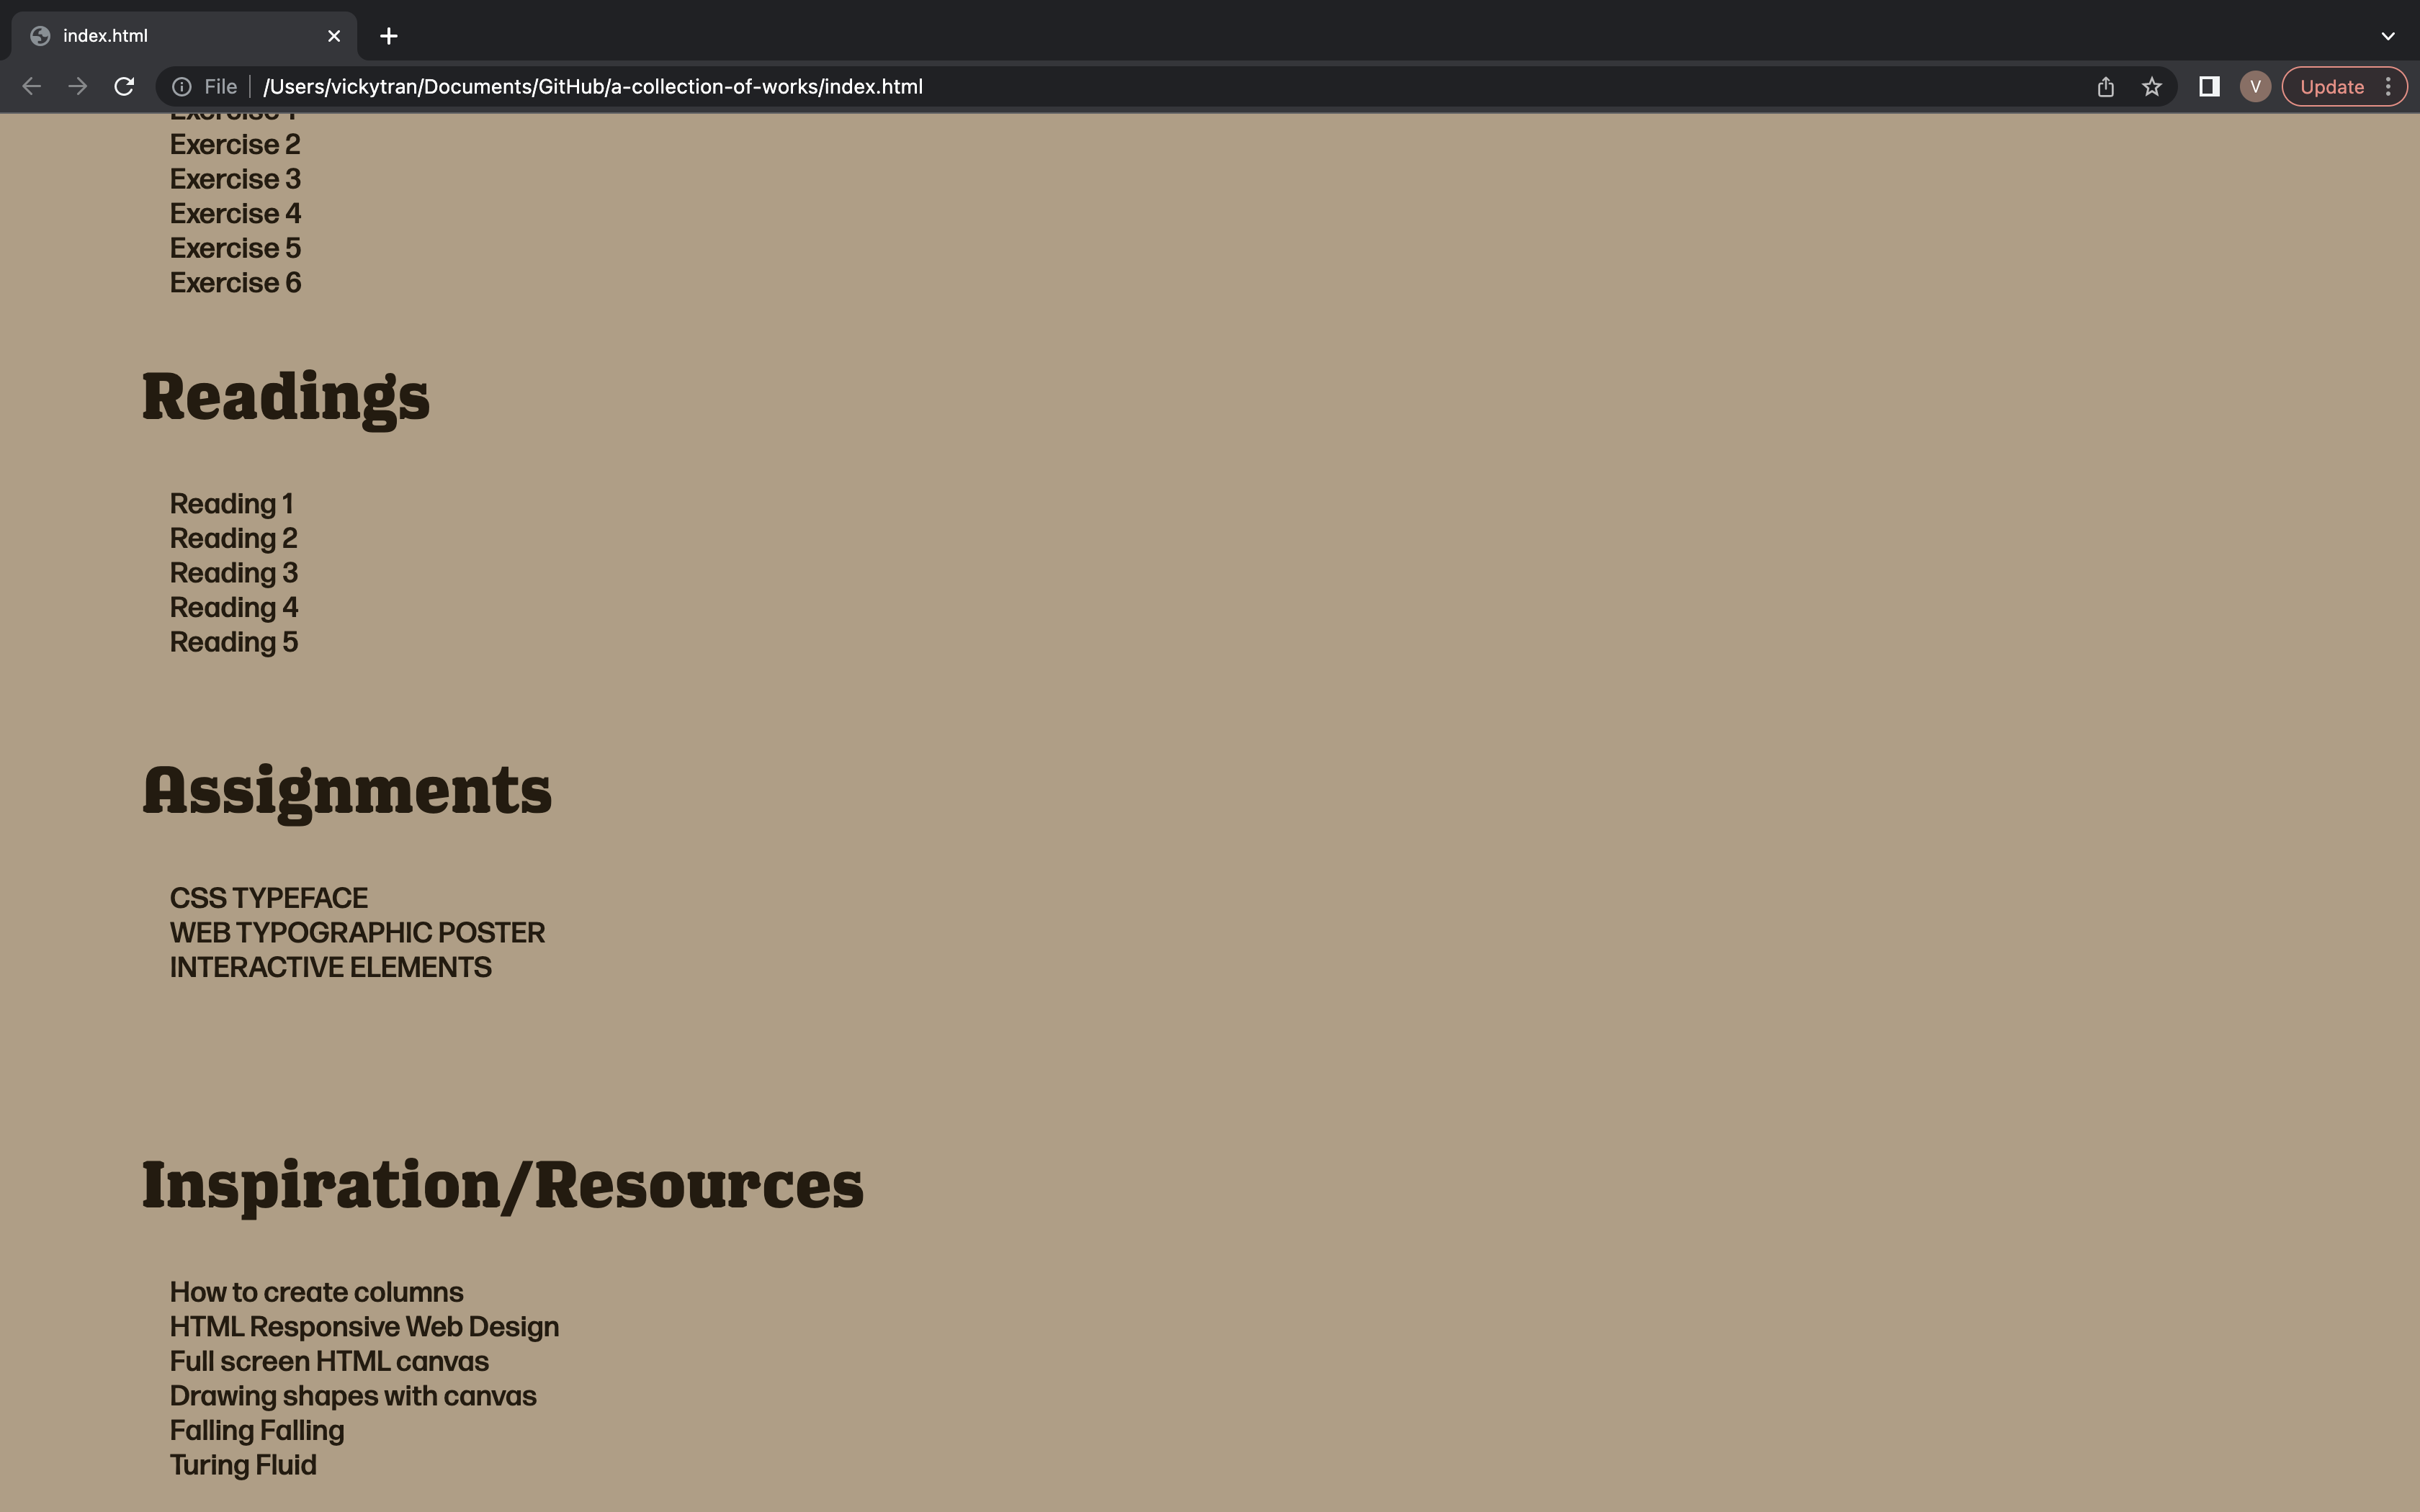 index.html
File
/Users/vickytran/Documents/GitHub/a-collection-of-works/index.html
V
Update
Exercise 1
Exercise 2
Exercise 3
Exercise 4
Exercise 5
Exercise 6
Readings
Reading 1
Reading 2
Reading 3
Reading 4
Reading 5
Assignments
CSS TYPEFACE
WEB TYPOGRAPHIC POSTER
INTERACTIVE ELEMENTS
Inspiration/Resources
How to create columns
HTML Responsive Web Design
Full screen HTML canvas
Drawing shapes with canvas
Falling Falling
Turing Fluid